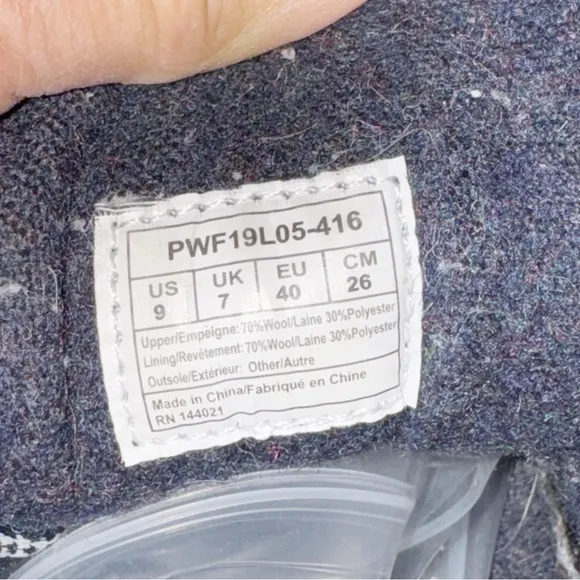 PWF19L05-416
US UK EU CM
9 7 40 26
Upper/Empeigne: 70%Wool/Laine 30%Polyester
Lining/Revêtement: 70%Wool/Laine 30%Polyester
Outsole/Extérieur: Other/Autre
Made in China/Fabriqué en Chine
RN 144021